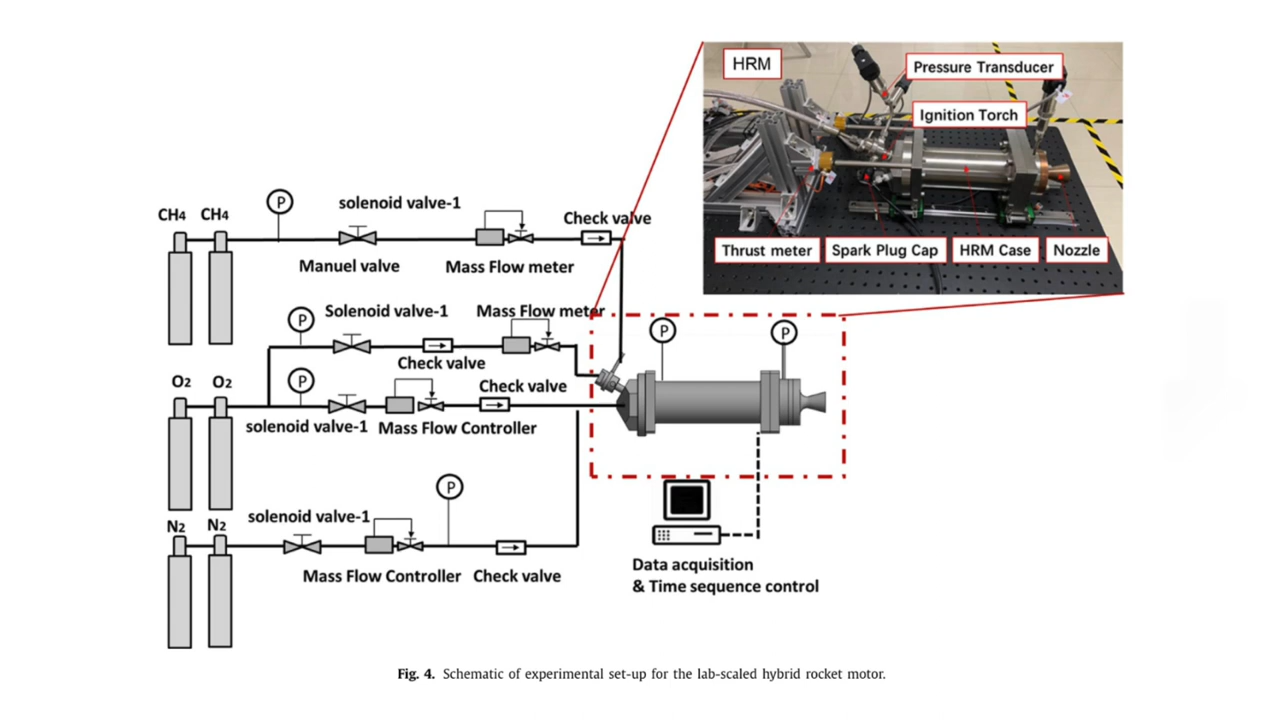 HRM
Pressure Transducer
Ignition Torch
Thrust meter
Spark Plug Cap
HRM Case
Nozzle
CH4
CH4
P
solenoid valve-1
Check valve
Manuel valve
Mass Flow meter
P
Solenoid valve-1
Mass Flow meter
Check valve
P
P
O2
O2
P
Check valve
solenoid valve-1
Mass Flow Controller
N2
N2
solenoid valve-1
P
Mass Flow Controller
Check valve
Data acquisition
& Time sequence control
Fig. 4. Schematic of experimental set-up for the lab-scaled hybrid rocket motor.